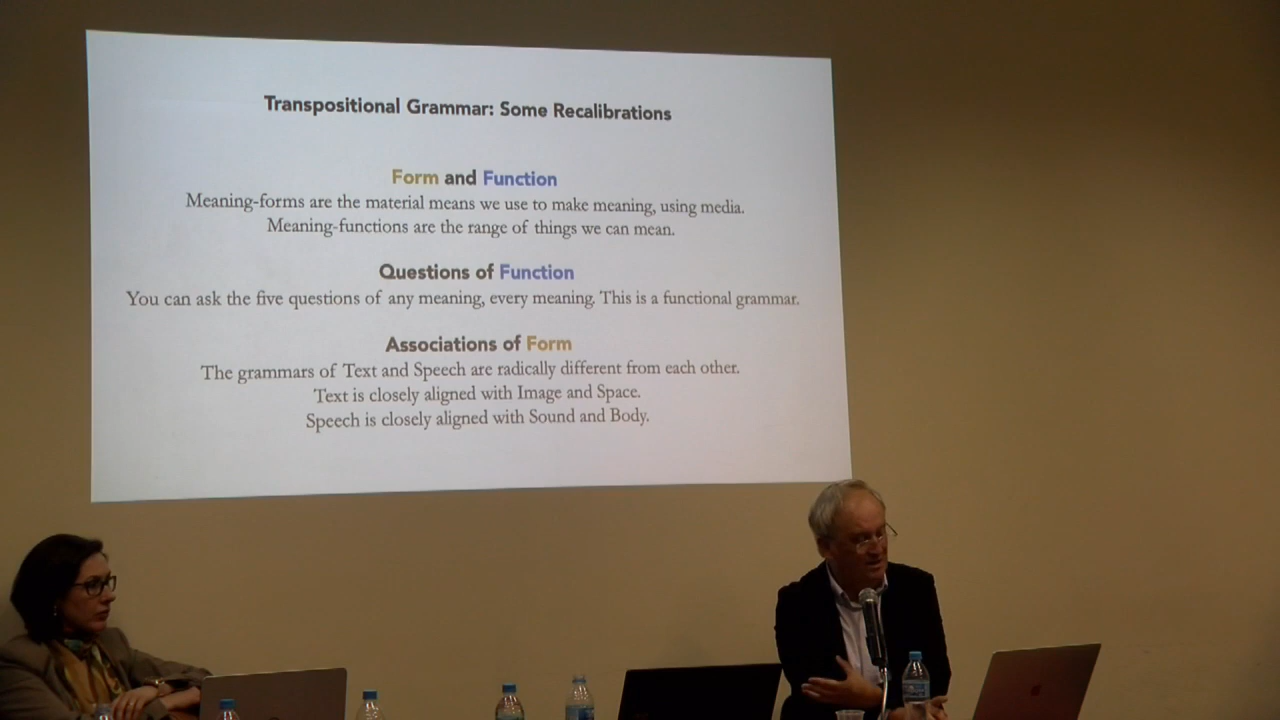 Transpositional Grammar: Some Recalibrations
Form and Function
Meaning-forms are the material means we use to make meaning, using media.
Meaning-functions are the range of things we can mean.
Questions of Function
You can ask the five questions of any meaning, every meaning. This is a functional grammar.
Associations of Form
The grammars of Text and Speech are radically different from each other.
Text is closely aligned with Image and Space.
Speech is closely aligned with Sound and Body.